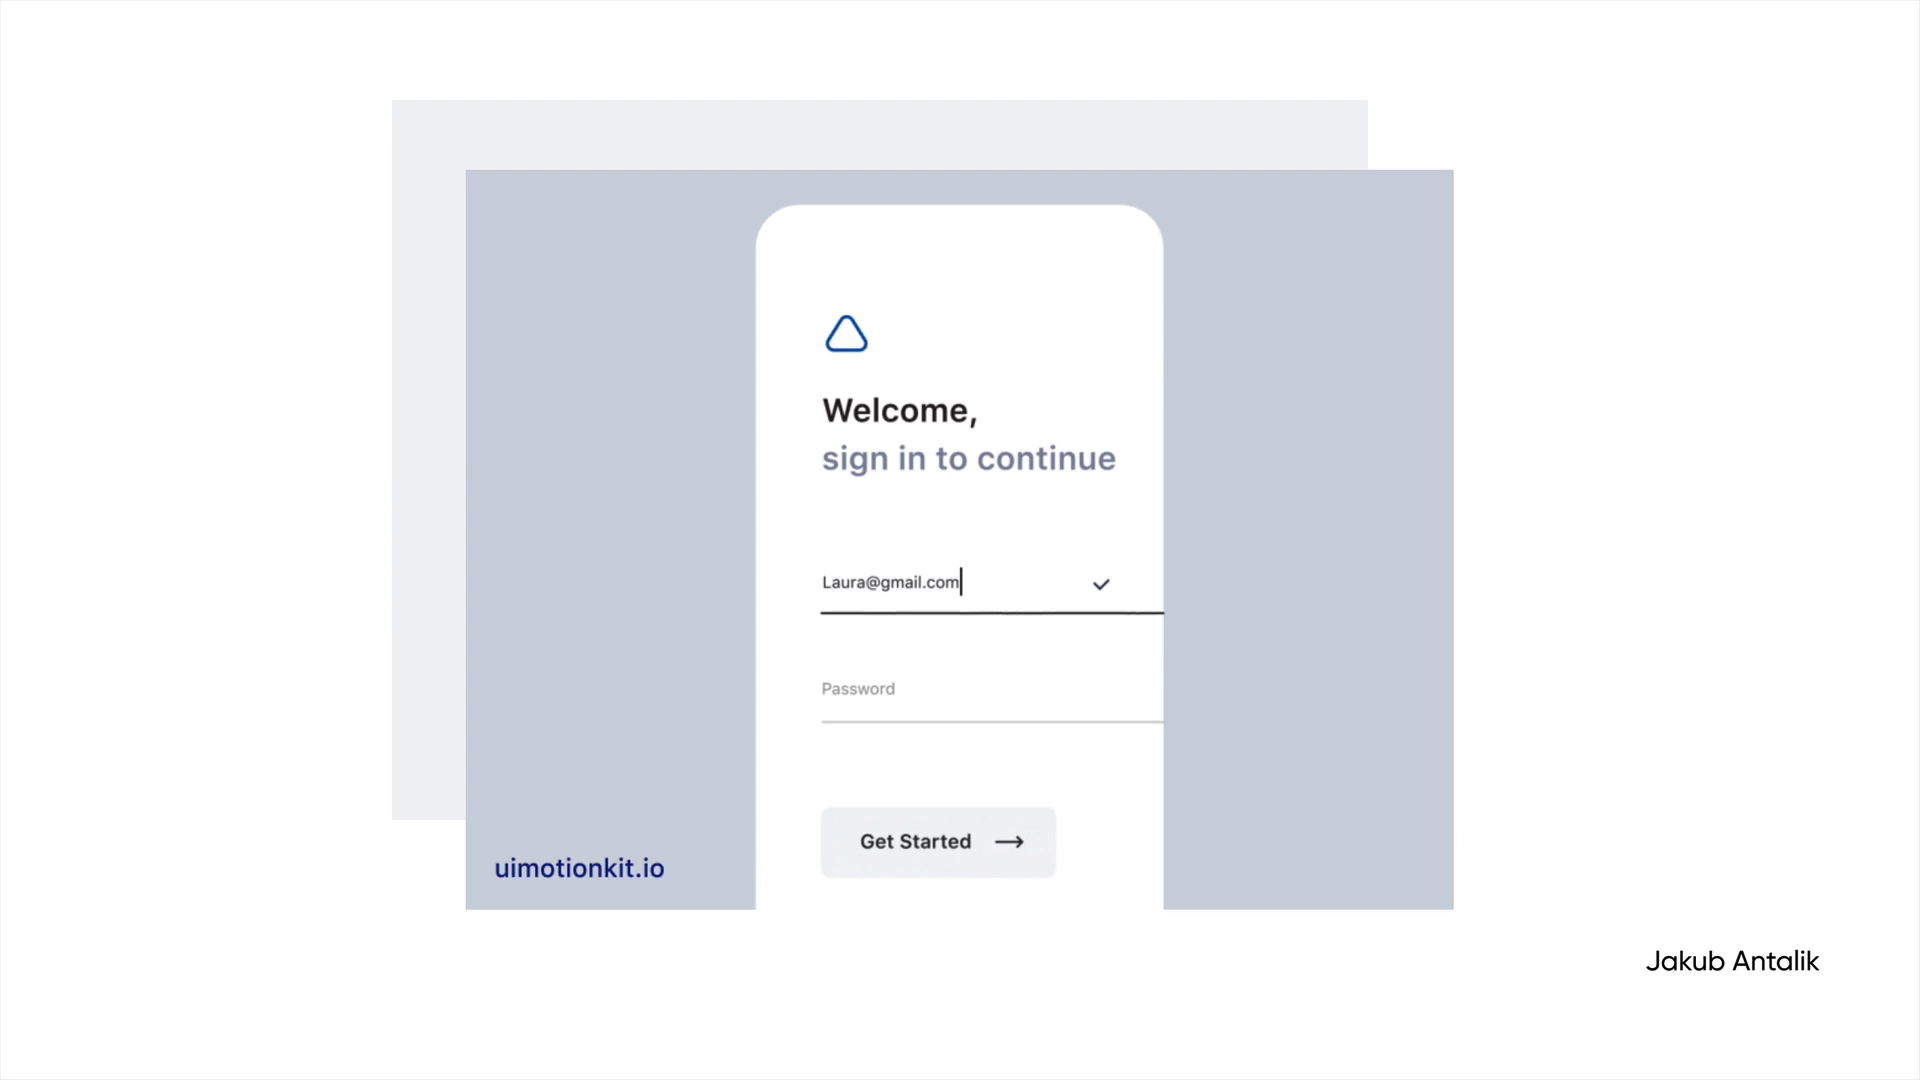 Welcome,
sign in to continue
Laura@gmail.com
Password
Get Started
uimotionkit.io
Jakub Antalik